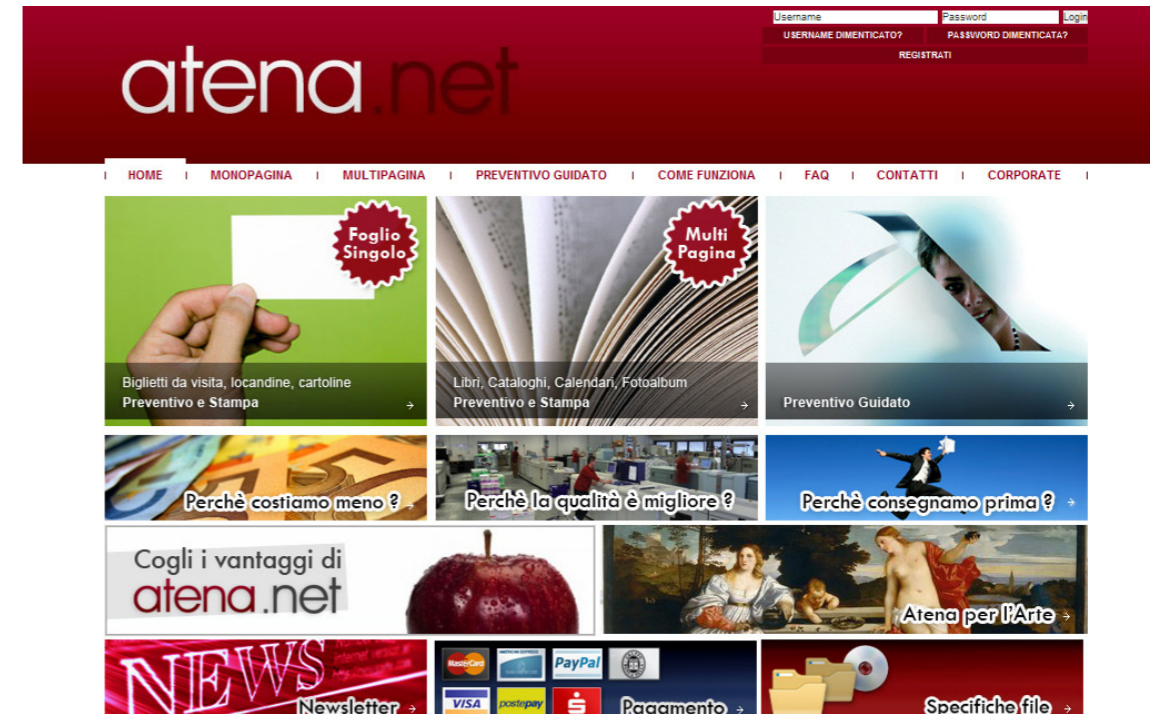 Username Password Login
USERNAME DIMENTICATO? PASSWORD DIMENTICATA?
REGISTRATI
atena.net
HOME MONOPAGINA MULTIPAGINA PREVENTIVO GUIDATO COME FUNZIONA FAQ CONTATTI CORPORATE
Foglio
Singolo
Biglietti da visita, locandine, cartoline
Preventivo e Stampa
Multi
Pagina
Libri, Cataloghi, Calendari, Fotoalbum
Preventivo e Stampa
Preventivo Guidato
Perchè costiamo meno ?
Perchè la qualità è migliore ?
Perchè consegnamo prima ?
Cogli i vantaggi di
atena.net
Atena per l'Arte
NEWS
Newsletter
MasterCard
AMERICAN EXPRESS
PayPal
VISA
postepay
Pagamento
Specifiche file